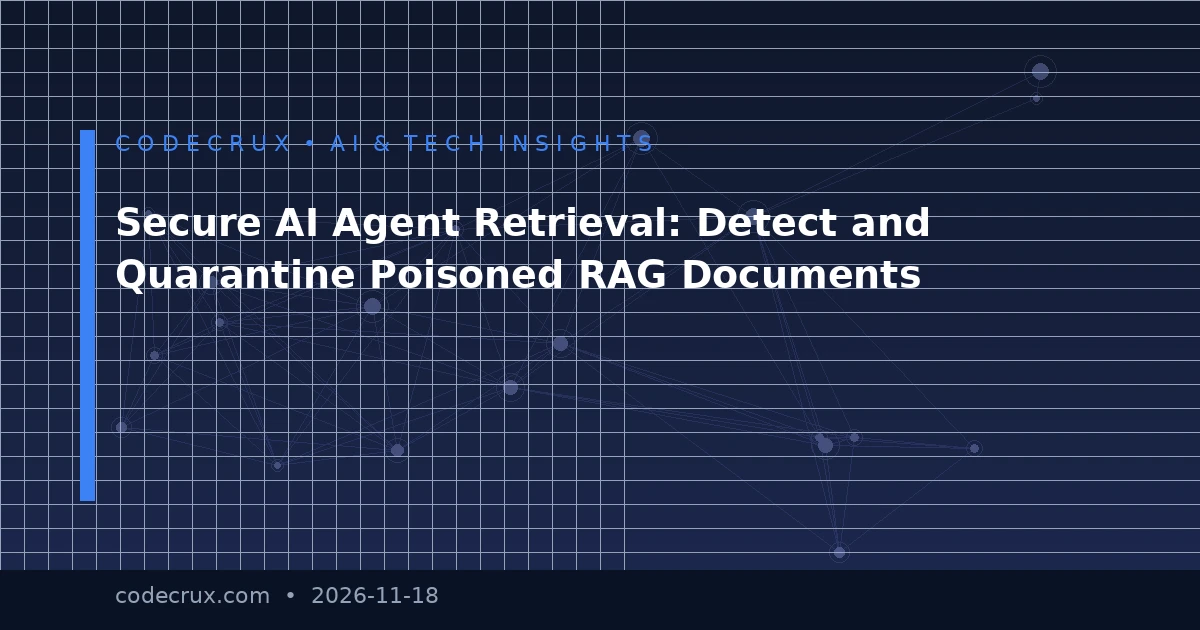 CODECRUX • AI & TECH INSIGHTS
Secure AI Agent Retrieval: Detect and
Quarantine Poisoned RAG Documents
codecrux.com • 2026-11-18